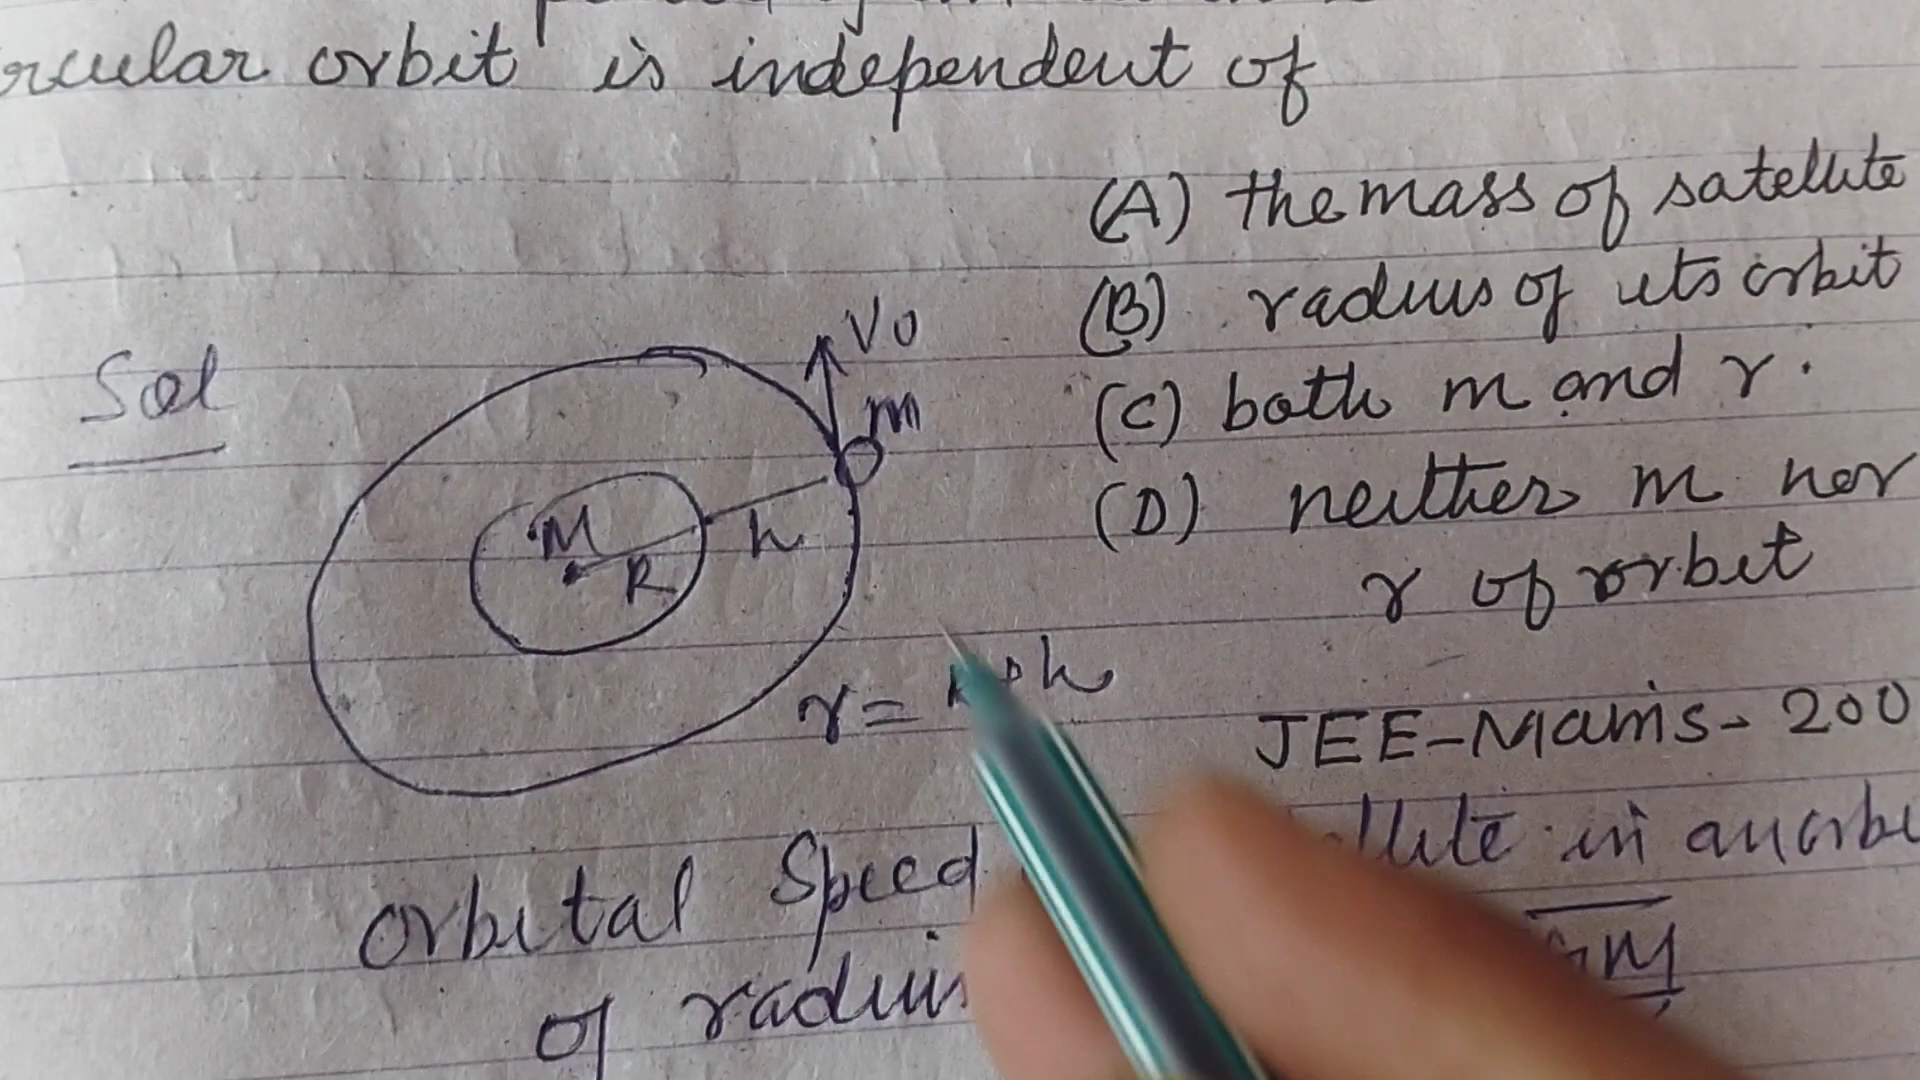 rcular orbit is independent of
(A) the mass of satellite
(B) radius of its orbit
(C) both m and r.
(D) neither m nor
r of orbit
Sol
Vo
m
M
R
h
r = h
JEE-Mains- 200
Orbital Speed llite in an orbi
of radius GM